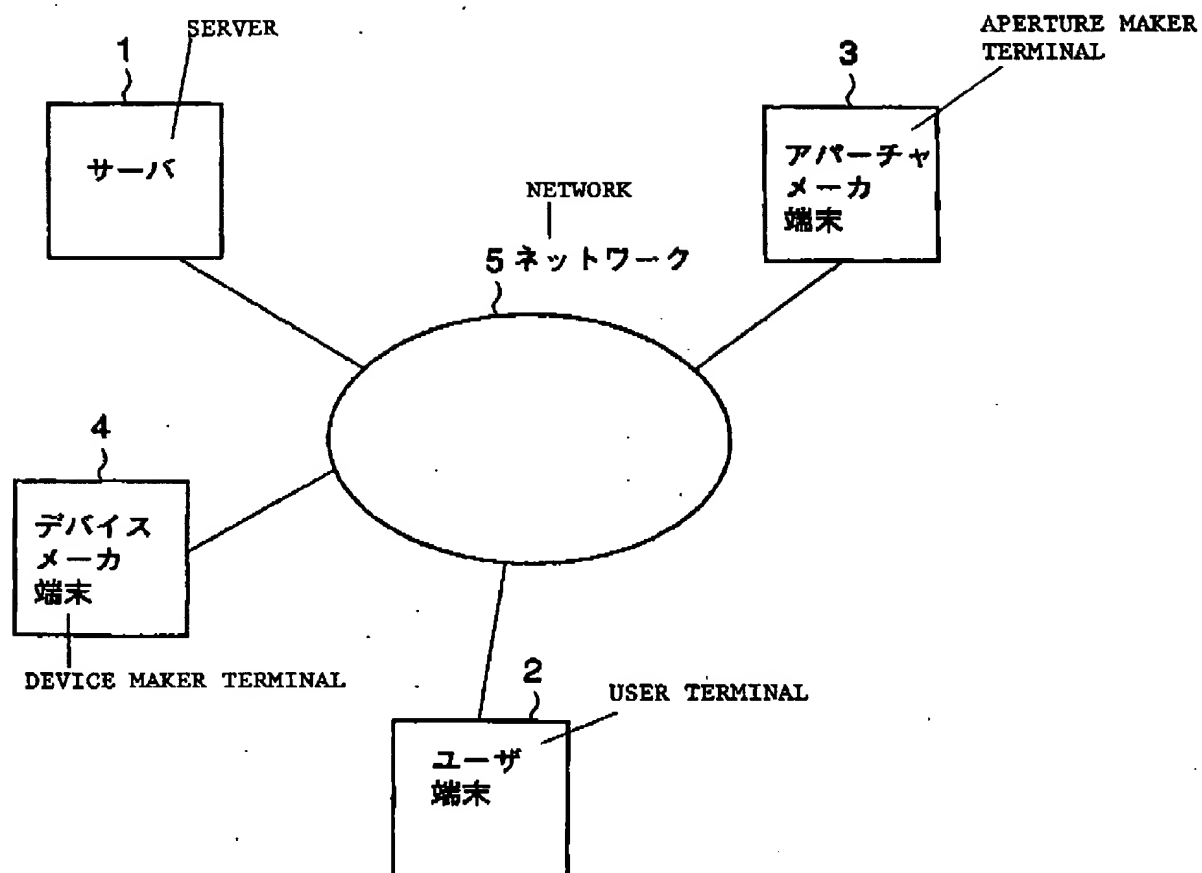 SERVER
1
サーバ
APERTURE MAKER
TERMINAL
3
アパーチャ
メーカ
端末
NETWORK
5 ネットワーク
4
デバイス
メーカ
端末
DEVICE MAKER TERMINAL
2
USER TERMINAL
ユーザ
端末